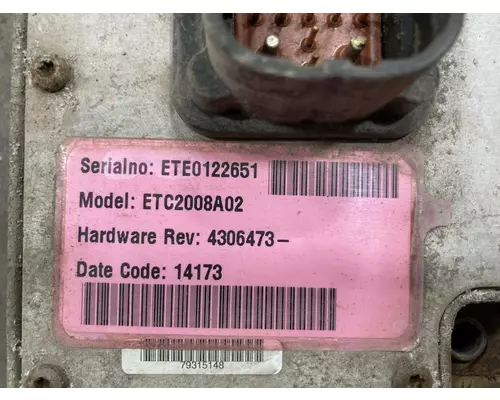 Serialno: ETE0122651
Model: ETC2008A02
Hardware Rev: 4306473-
Date Code: 14173
79315148